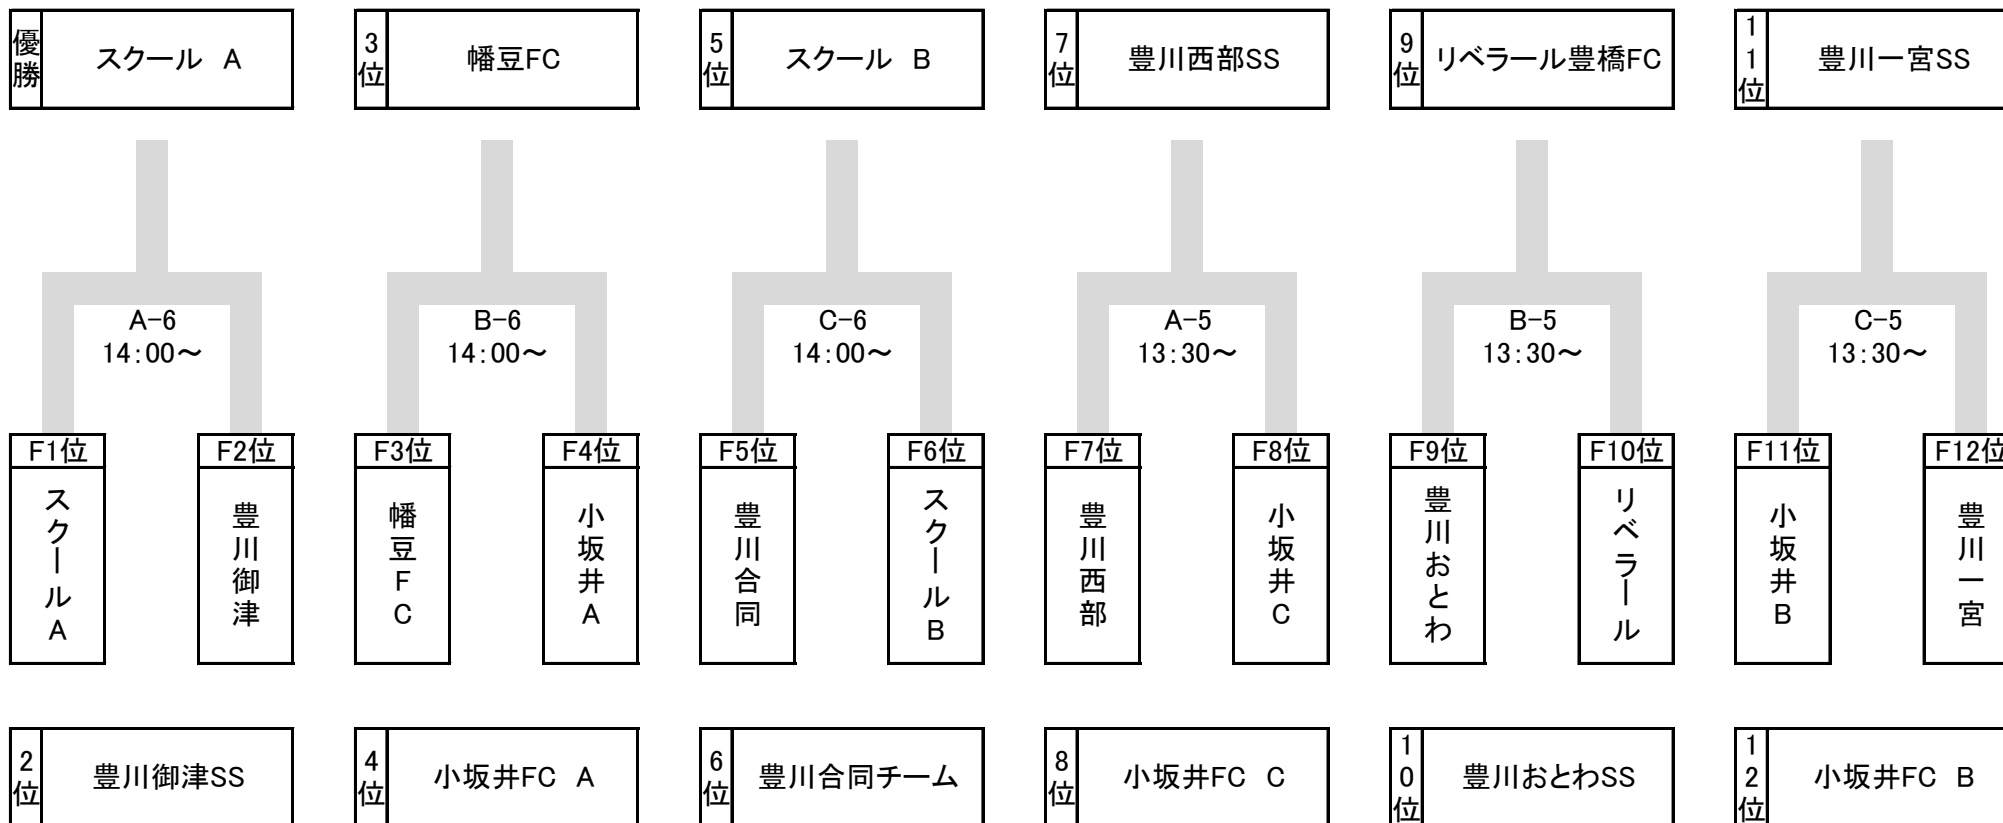 優勝 スクール A
3位 幡豆FC
5位 スクール B
7位 豊川西部SS
9位 リベラール豊橋FC
11位 豊川一宮SS
A-6
14:00～
B-6
14:00～
C-6
14:00～
A-5
13:30～
B-5
13:30～
C-5
13:30～
F1位
スクールA
F2位
豊川御津
F3位
幡豆FC
F4位
小坂井A
F5位
豊川合同
F6位
スクールB
F7位
豊川西部
F8位
小坂井C
F9位
豊川おとわ
F10位
リベラール
F11位
小坂井B
F12位
豊川一宮
2位 豊川御津SS
4位 小坂井FC A
6位 豊川合同チーム
8位 小坂井FC C
10位 豊川おとわSS
12位 小坂井FC B